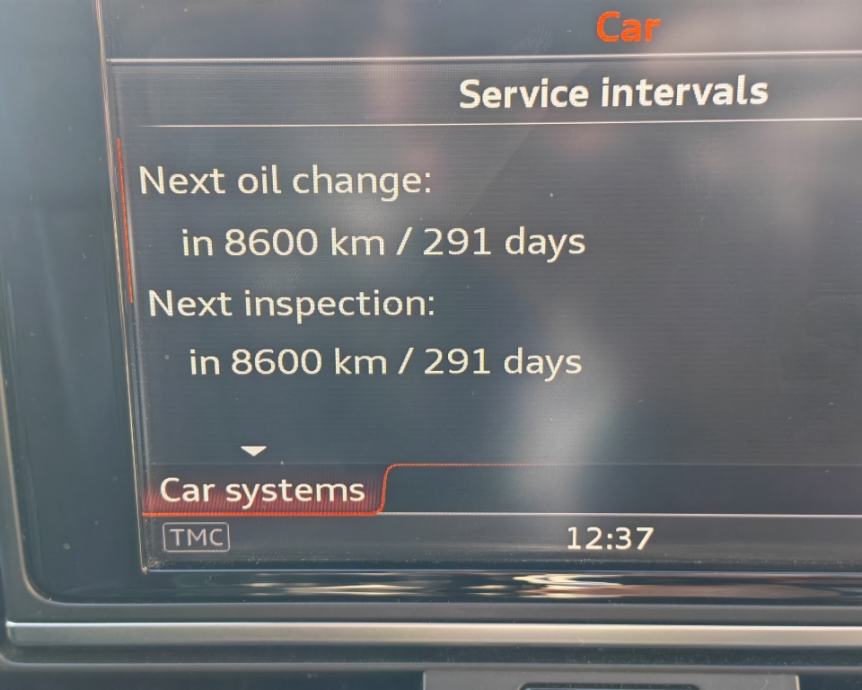 Car
Service intervals
Next oil change:
in 8600 km / 291 days
Next inspection:
in 8600 km / 291 days
Car systems
TMC
12:37